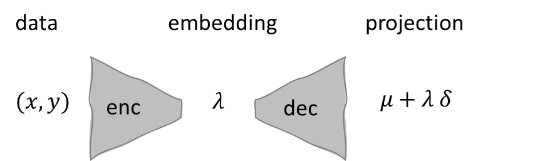 data embedding projection
(x, y) enc λ dec μ + λ δ